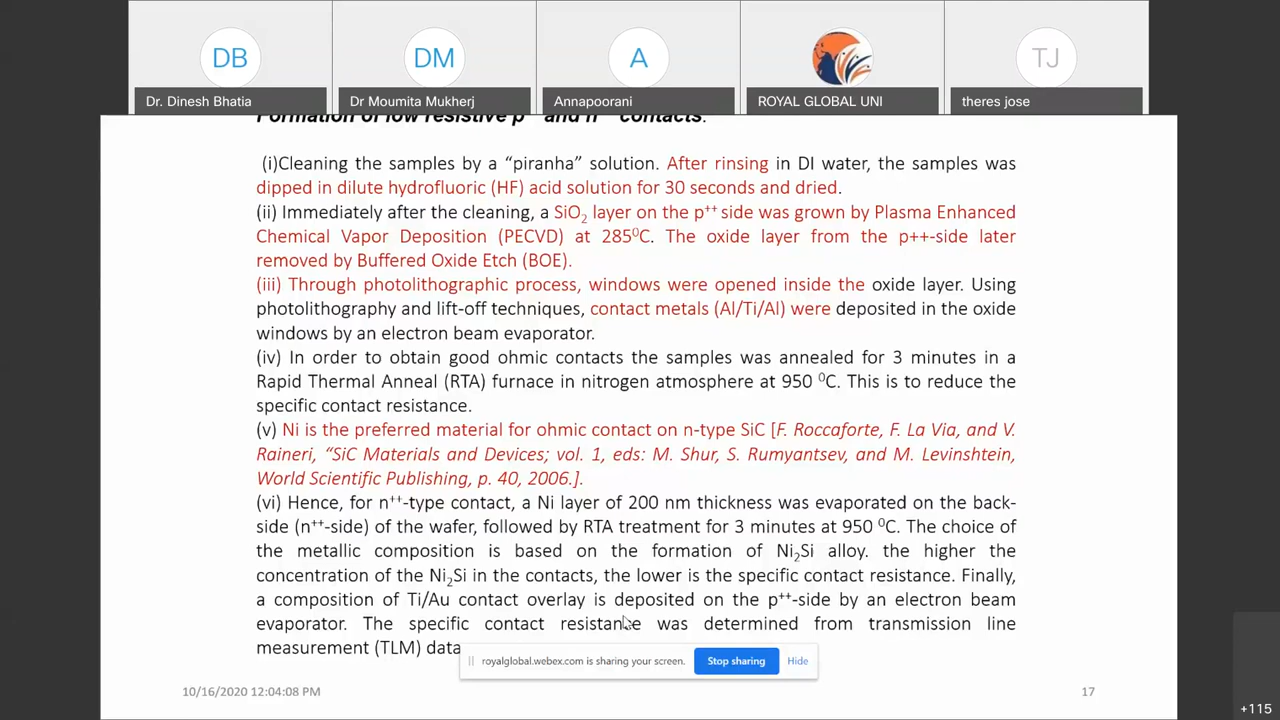 DB
DM
A
TJ
Dr. Dinesh Bhatia
Dr Moumita Mukherj
Annapoorani
ROYAL GLOBAL UNI
theres jose
Formation of low resistive p++ and n++ contacts:
(i)Cleaning the samples by a “piranha” solution. After rinsing in DI water, the samples was
dipped in dilute hydrofluoric (HF) acid solution for 30 seconds and dried.
(ii) Immediately after the cleaning, a SiO2 layer on the p++ side was grown by Plasma Enhanced
Chemical Vapor Deposition (PECVD) at 285⁰C. The oxide layer from the p++-side later
removed by Buffered Oxide Etch (BOE).
(iii) Through photolithographic process, windows were opened inside the oxide layer. Using
photolithography and lift-off techniques, contact metals (Al/Ti/Al) were deposited in the oxide
windows by an electron beam evaporator.
(iv) In order to obtain good ohmic contacts the samples was annealed for 3 minutes in a
Rapid Thermal Anneal (RTA) furnace in nitrogen atmosphere at 950 ⁰C. This is to reduce the
specific contact resistance.
(v) Ni is the preferred material for ohmic contact on n-type SiC [F. Roccaforte, F. La Via, and V.
Raineri, “SiC Materials and Devices; vol. 1, eds: M. Shur, S. Rumyantsev, and M. Levinshtein,
World Scientific Publishing, p. 40, 2006.].
(vi) Hence, for n++-type contact, a Ni layer of 200 nm thickness was evaporated on the back-
side (n++-side) of the wafer, followed by RTA treatment for 3 minutes at 950 ⁰C. The choice of
the metallic composition is based on the formation of Ni2Si alloy. the higher the
concentration of the Ni2Si in the contacts, the lower is the specific contact resistance. Finally,
a composition of Ti/Au contact overlay is deposited on the p++-side by an electron beam
evaporator. The specific contact resistance was determined from transmission line
measurement (TLM) data
royalglobal.webex.com is sharing your screen. Stop sharing Hide
10/16/2020 12:04:08 PM
17
+115